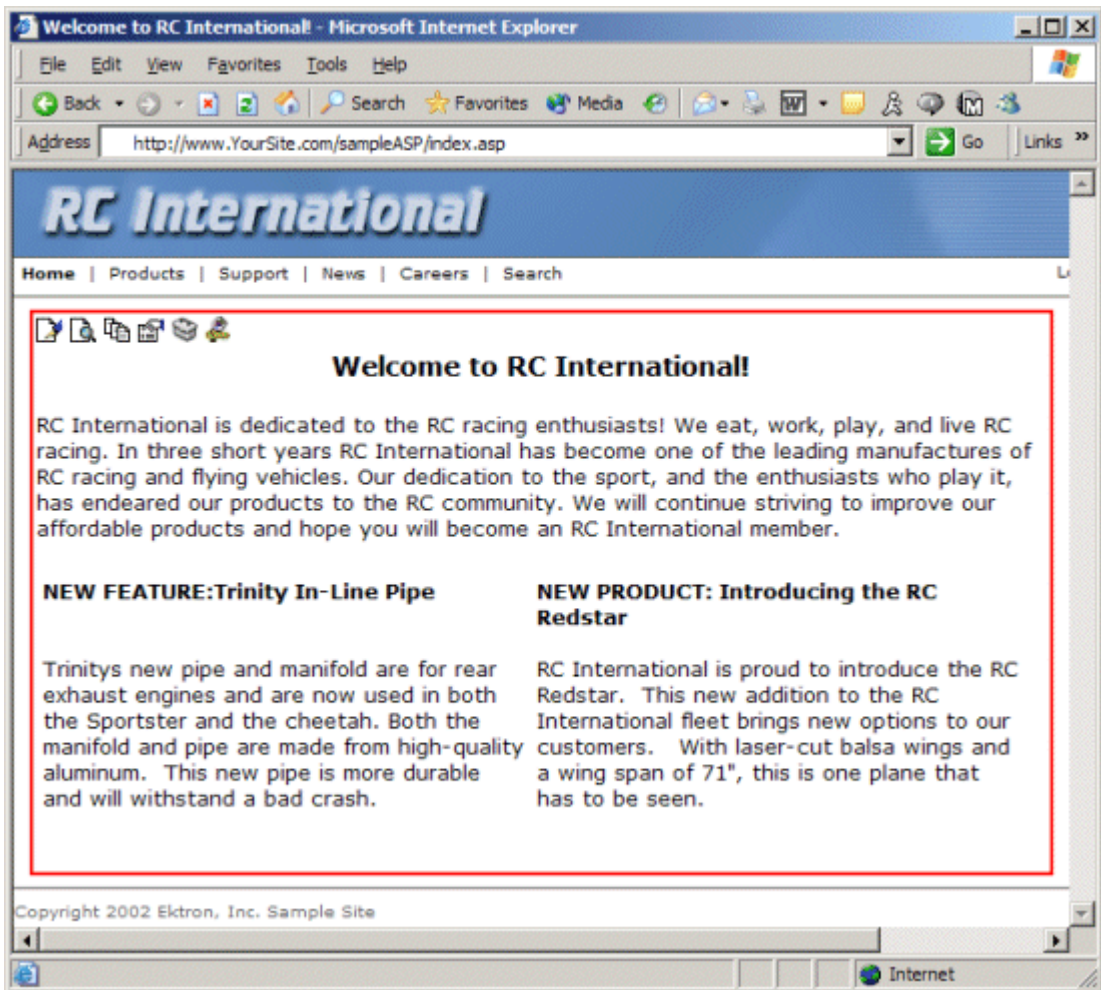 Welcome to RC International! - Microsoft Internet Explorer
File Edit View Favorites Tools Help
Back Search Favorites Media
Address http://www.YourSite.com/sampleASP/index.asp Go Links »
RC International
Home | Products | Support | News | Careers | Search
Welcome to RC International!
RC International is dedicated to the RC racing enthusiasts! We eat, work, play, and live RC
racing. In three short years RC International has become one of the leading manufactures of
RC racing and flying vehicles. Our dedication to the sport, and the enthusiasts who play it,
has endeared our products to the RC community. We will continue striving to improve our
affordable products and hope you will become an RC International member.
NEW FEATURE:Trinity In-Line Pipe
Trinitys new pipe and manifold are for rear
exhaust engines and are now used in both
the Sportster and the cheetah. Both the
manifold and pipe are made from high-quality
aluminum.  This new pipe is more durable
and will withstand a bad crash.
NEW PRODUCT: Introducing the RC
Redstar
RC International is proud to introduce the RC
Redstar.  This new addition to the RC
International fleet brings new options to our
customers.   With laser-cut balsa wings and
a wing span of 71", this is one plane that
has to be seen.
Copyright 2002 Ektron, Inc. Sample Site
Internet